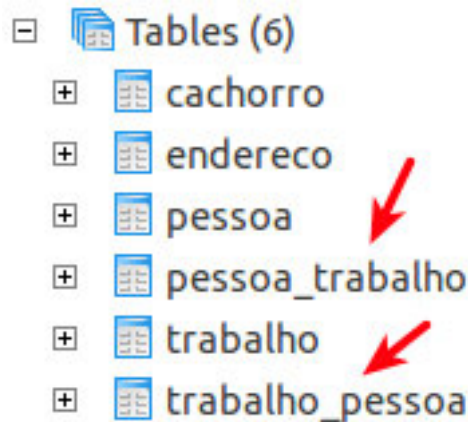 Tables (6)
cachorro
endereco
pessoa
pessoa_trabalho
trabalho
trabalho_pessoa